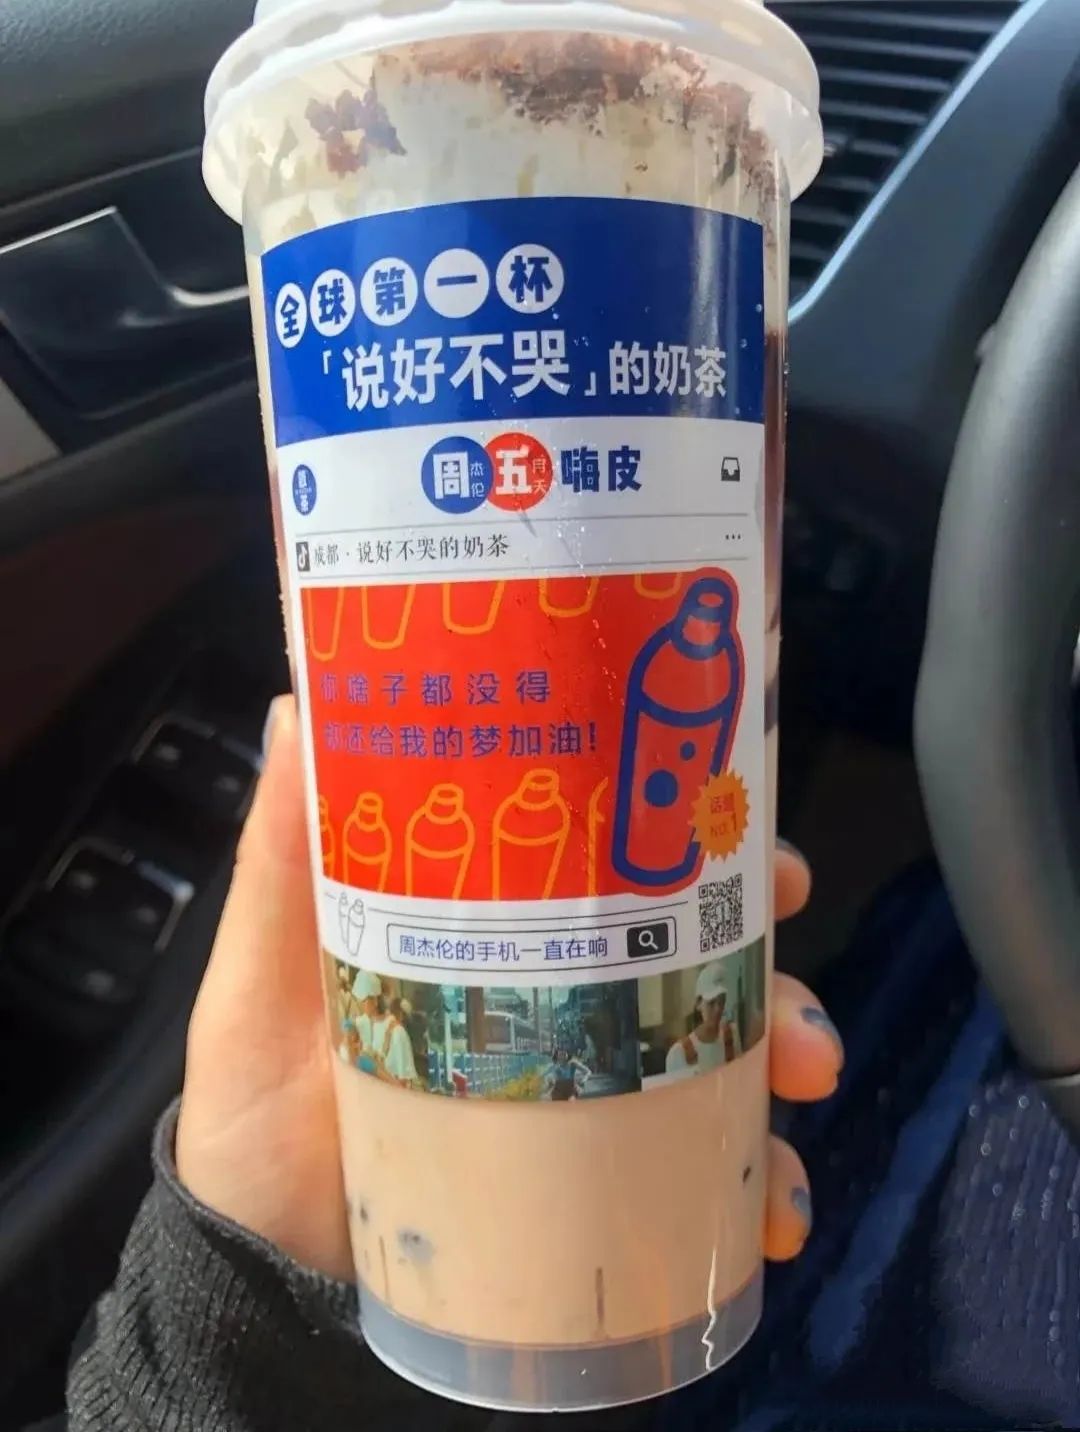 全球第一杯
「说好不哭」的奶茶
周杰伦 五月天 嗨皮
茶
成都·说好不哭的奶茶
...
你啥子都没得
却还给我的梦加油!
话题
NO.1
周杰伦的手机一直在响